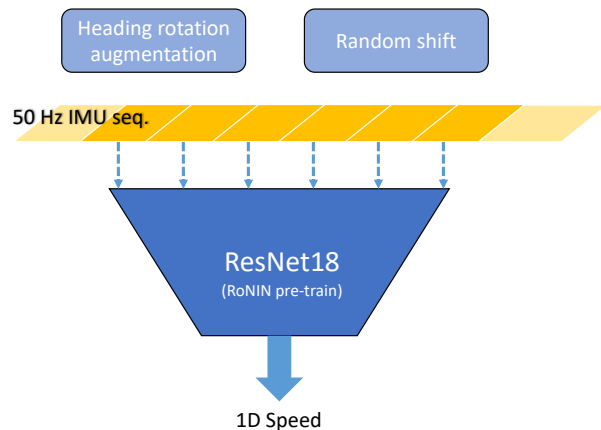 Heading rotation
augmentation
Random shift
50 Hz IMU seq.
ResNet18
(RoNIN pre-train)
1D Speed